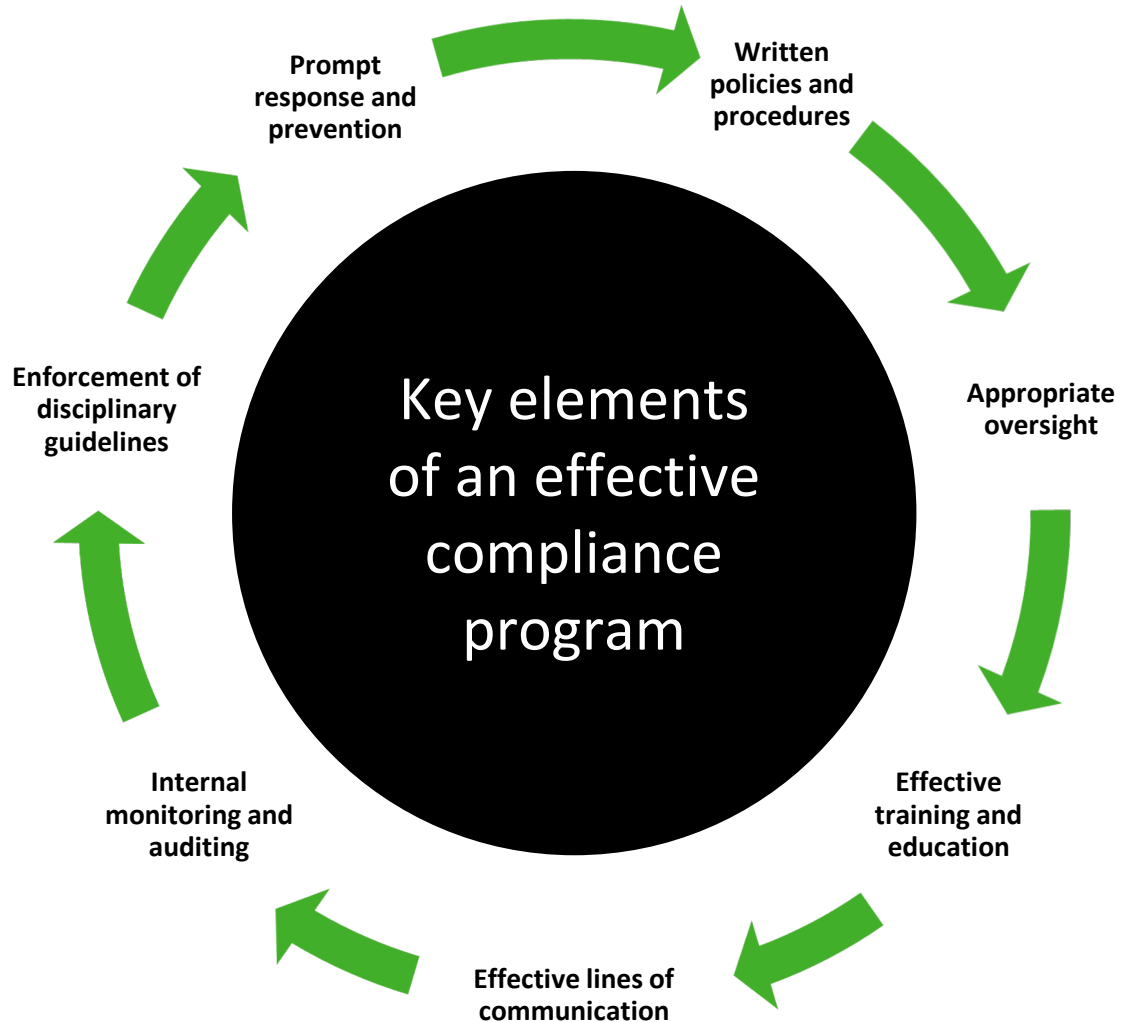 Key elements
of an effective
compliance
program
Written
policies and
procedures
Appropriate
oversight
Effective
training and
education
Effective lines of
communication
Internal
monitoring and
auditing
Enforcement of
disciplinary
guidelines
Prompt
response and
prevention